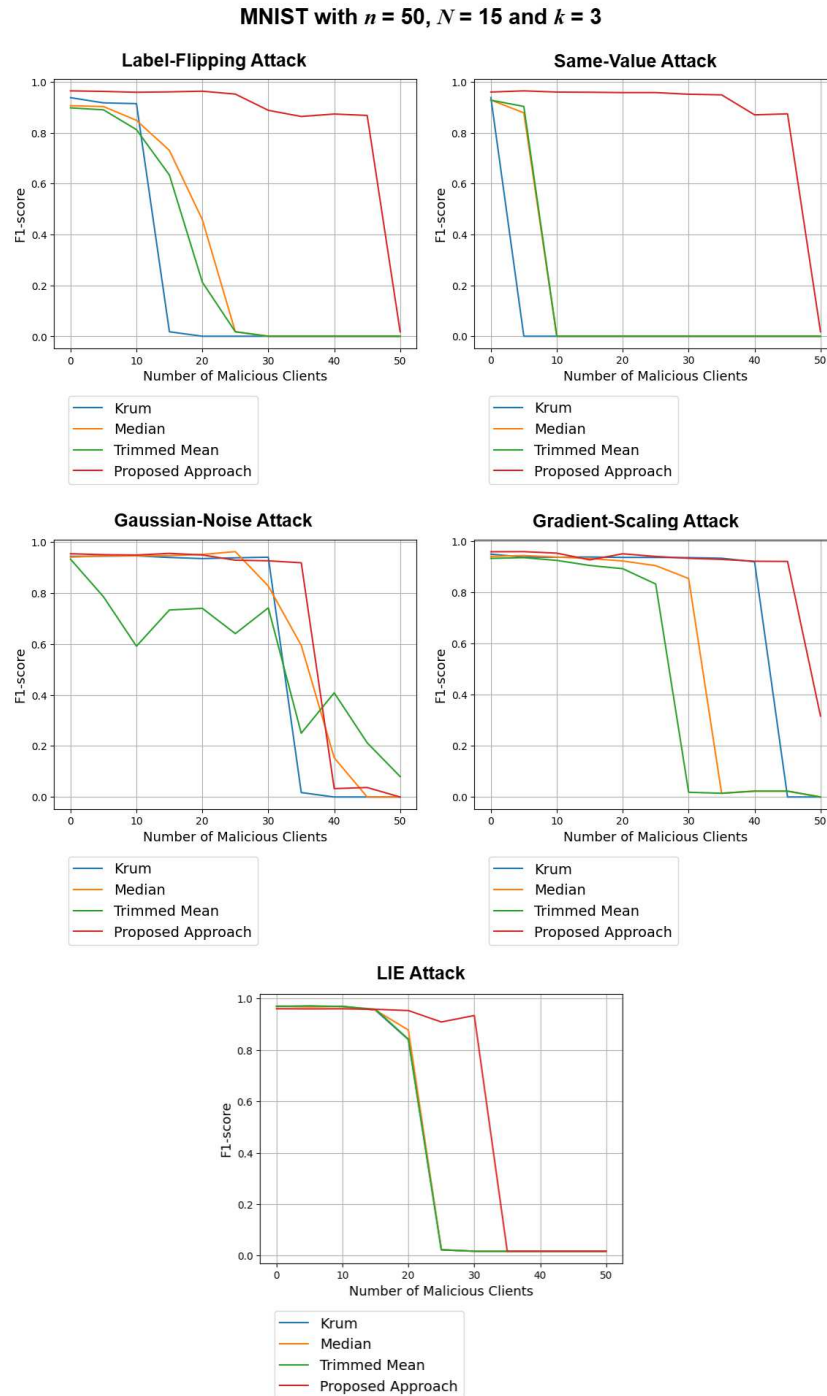 MNIST with n = 50, N = 15 and k = 3
Label-Flipping Attack
1.0
0.8
0.6
0.4
0.2
0.0
F1-score
0 10 20 30 40 50
Number of Malicious Clients
Krum
Median
Trimmed Mean
Proposed Approach
Same-Value Attack
1.0
0.8
0.6
0.4
0.2
0.0
F1-score
0 10 20 30 40 50
Number of Malicious Clients
Krum
Median
Trimmed Mean
Proposed Approach
Gaussian-Noise Attack
1.0
0.8
0.6
0.4
0.2
0.0
F1-score
0 10 20 30 40 50
Number of Malicious Clients
Krum
Median
Trimmed Mean
Proposed Approach
Gradient-Scaling Attack
1.0
0.8
0.6
0.4
0.2
0.0
F1-score
0 10 20 30 40 50
Number of Malicious Clients
Krum
Median
Trimmed Mean
Proposed Approach
LIE Attack
1.0
0.8
0.6
0.4
0.2
0.0
F1-score
0 10 20 30 40 50
Number of Malicious Clients
Krum
Median
Trimmed Mean
Proposed Approach